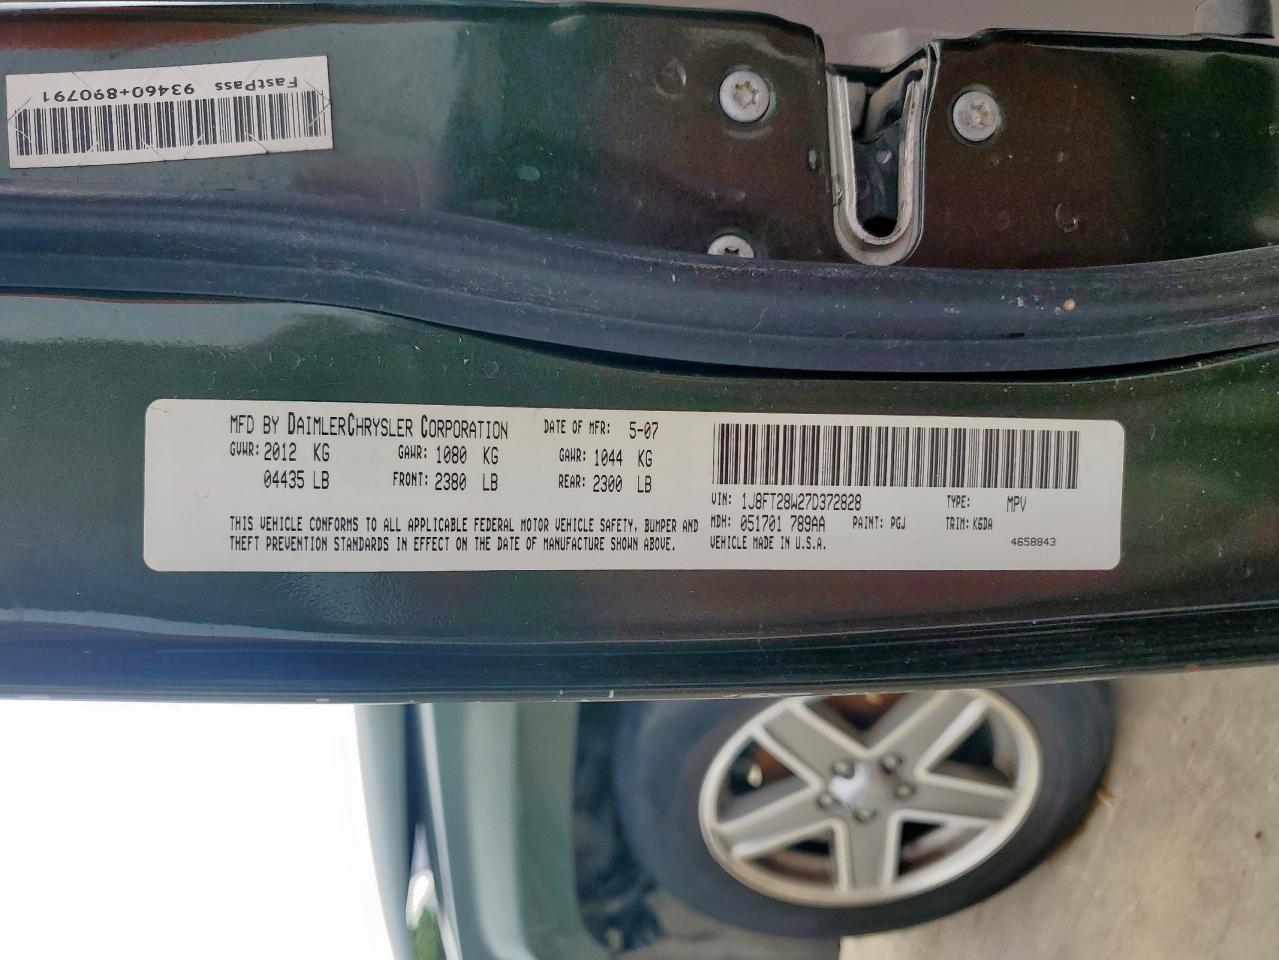 FastPass
93460+890791
MFD BY DAIMLERCHRYSLER CORPORATION DATE OF MFR: 5-07
GVWR: 2012 KG GAWR: 1080 KG GAWR: 1044 KG
04435 LB FRONT: 2380 LB REAR: 2300 LB
THIS VEHICLE CONFORMS TO ALL APPLICABLE FEDERAL MOTOR VEHICLE SAFETY, BUMPER AND
THEFT PREVENTION STANDARDS IN EFFECT ON THE DATE OF MANUFACTURE SHOWN ABOVE.
VIN: 1J8FT28W27D372828 TYPE: MPV
MDH: 051701 789AA PAINT: PGJ TRIM: K6DA
VEHICLE MADE IN U.S.A. 4658843